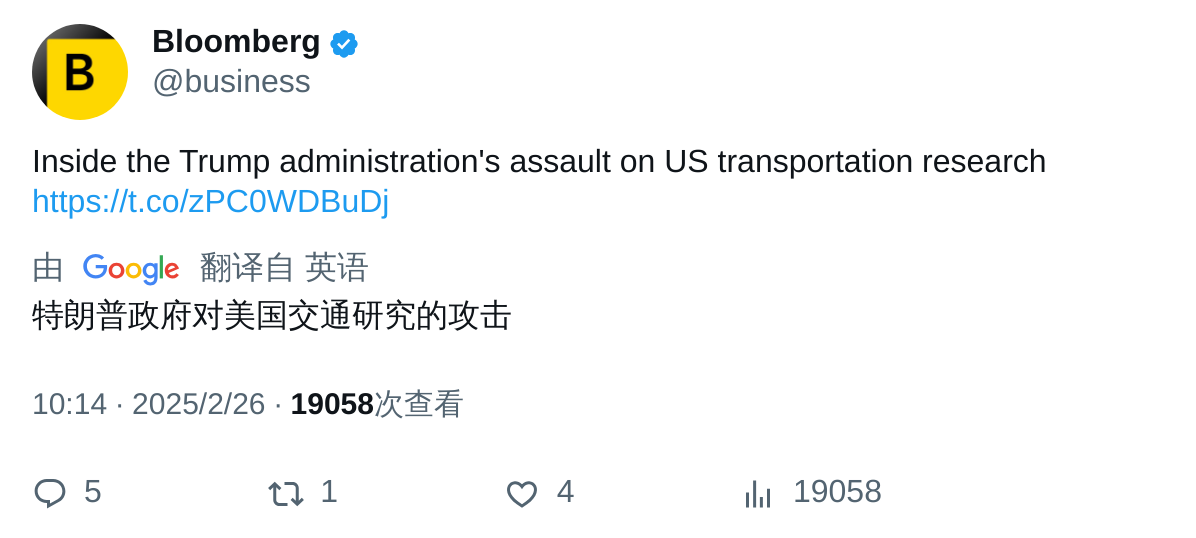 B
Bloomberg
@business
Inside the Trump administration's assault on US transportation research
https://t.co/zPC0WDBuDj
由 Google 翻译自 英语
特朗普政府对美国交通研究的攻击
10:14 · 2025/2/26 · 19058次查看
5 1 4 19058